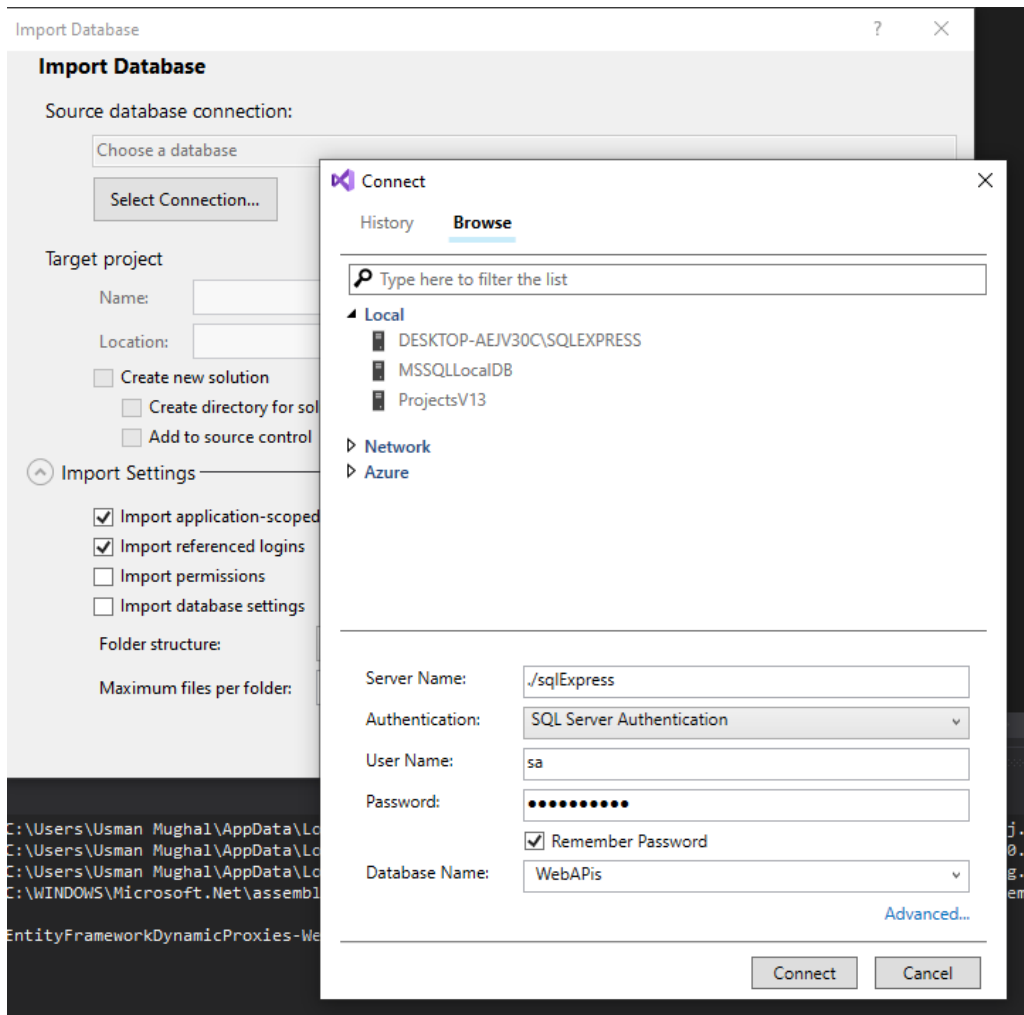 Import Database
?
Import Database
Source database connection:
Choose a database
Select Connection...
Target project
Name:
Location:
Create new solution
Create directory for sol
Add to source control
Import Settings
Import application-scoped
Import referenced logins
Import permissions
Import database settings
Folder structure:
Maximum files per folder:
Connect
History Browse
Type here to filter the list
Local
DESKTOP-AEJV30C\SQLEXPRESS
MSSQLLocalDB
ProjectsV13
Network
Azure
Server Name: ./sqlExpress
Authentication: SQL Server Authentication
User Name: sa
Password: ●●●●●●●●●●
Remember Password
Database Name: WebAPis
Advanced...
Connect Cancel
C:\Users\Usman Mughal\AppData\Lo
C:\Users\Usman Mughal\AppData\Lo
C:\Users\Usman Mughal\AppData\Lo
C:\WINDOWS\Microsoft.Net\assembl
EntityFrameworkDynamicProxies-We